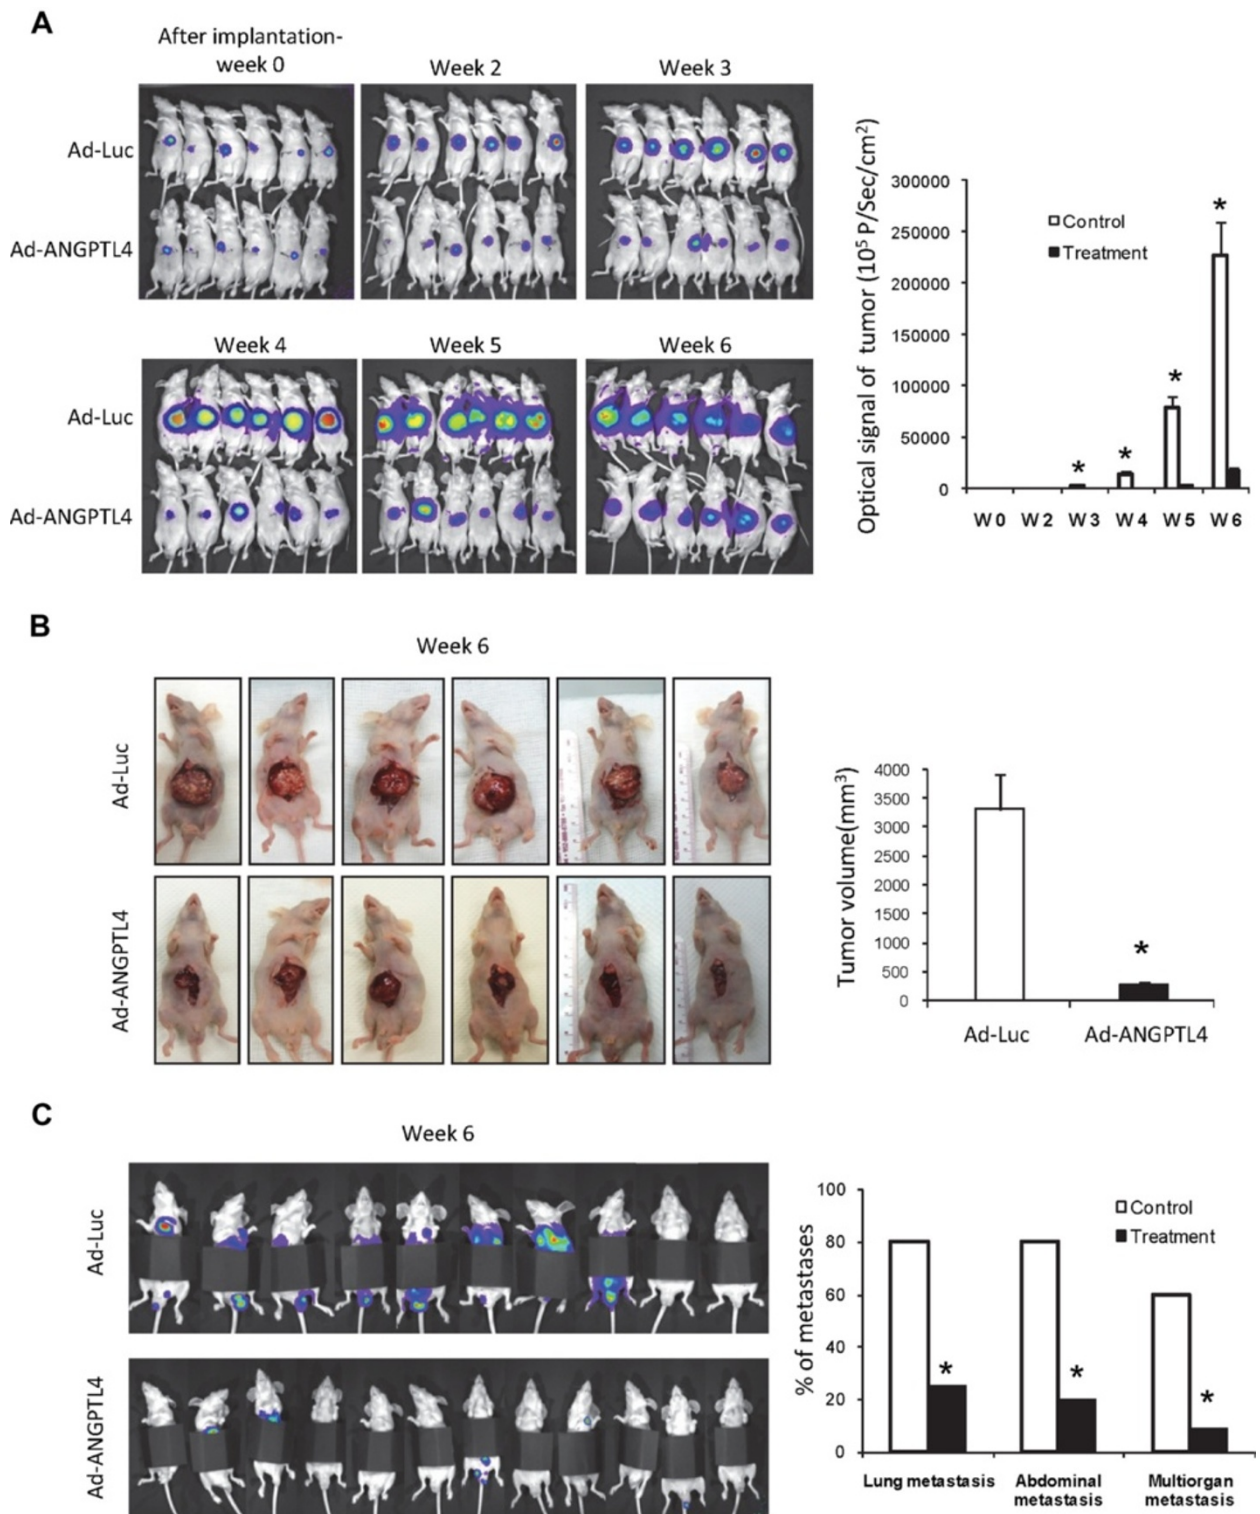 A
After implantation-
week 0
Week 2
Week 3
Ad-Luc
Ad-ANGPTL4
Week 4
Week 5
Week 6
Ad-Luc
Ad-ANGPTL4
Optical signal of tumor (10⁵ P/Sec/cm²)
300000
250000
200000
150000
100000
50000
0
Control
Treatment
*
*
*
*
W0 W2 W3 W4 W5 W6
B
Week 6
Ad-Luc
Ad-ANGPTL4
Tumor volume(mm³)
4000
3500
3000
2500
2000
1500
1000
500
0
*
Ad-Luc
Ad-ANGPTL4
C
Week 6
Ad-Luc
Ad-ANGPTL4
% of metastases
100
80
60
40
20
0
Control
Treatment
*
*
*
Lung metastasis
Abdominal
metastasis
Multiorgan
metastasis